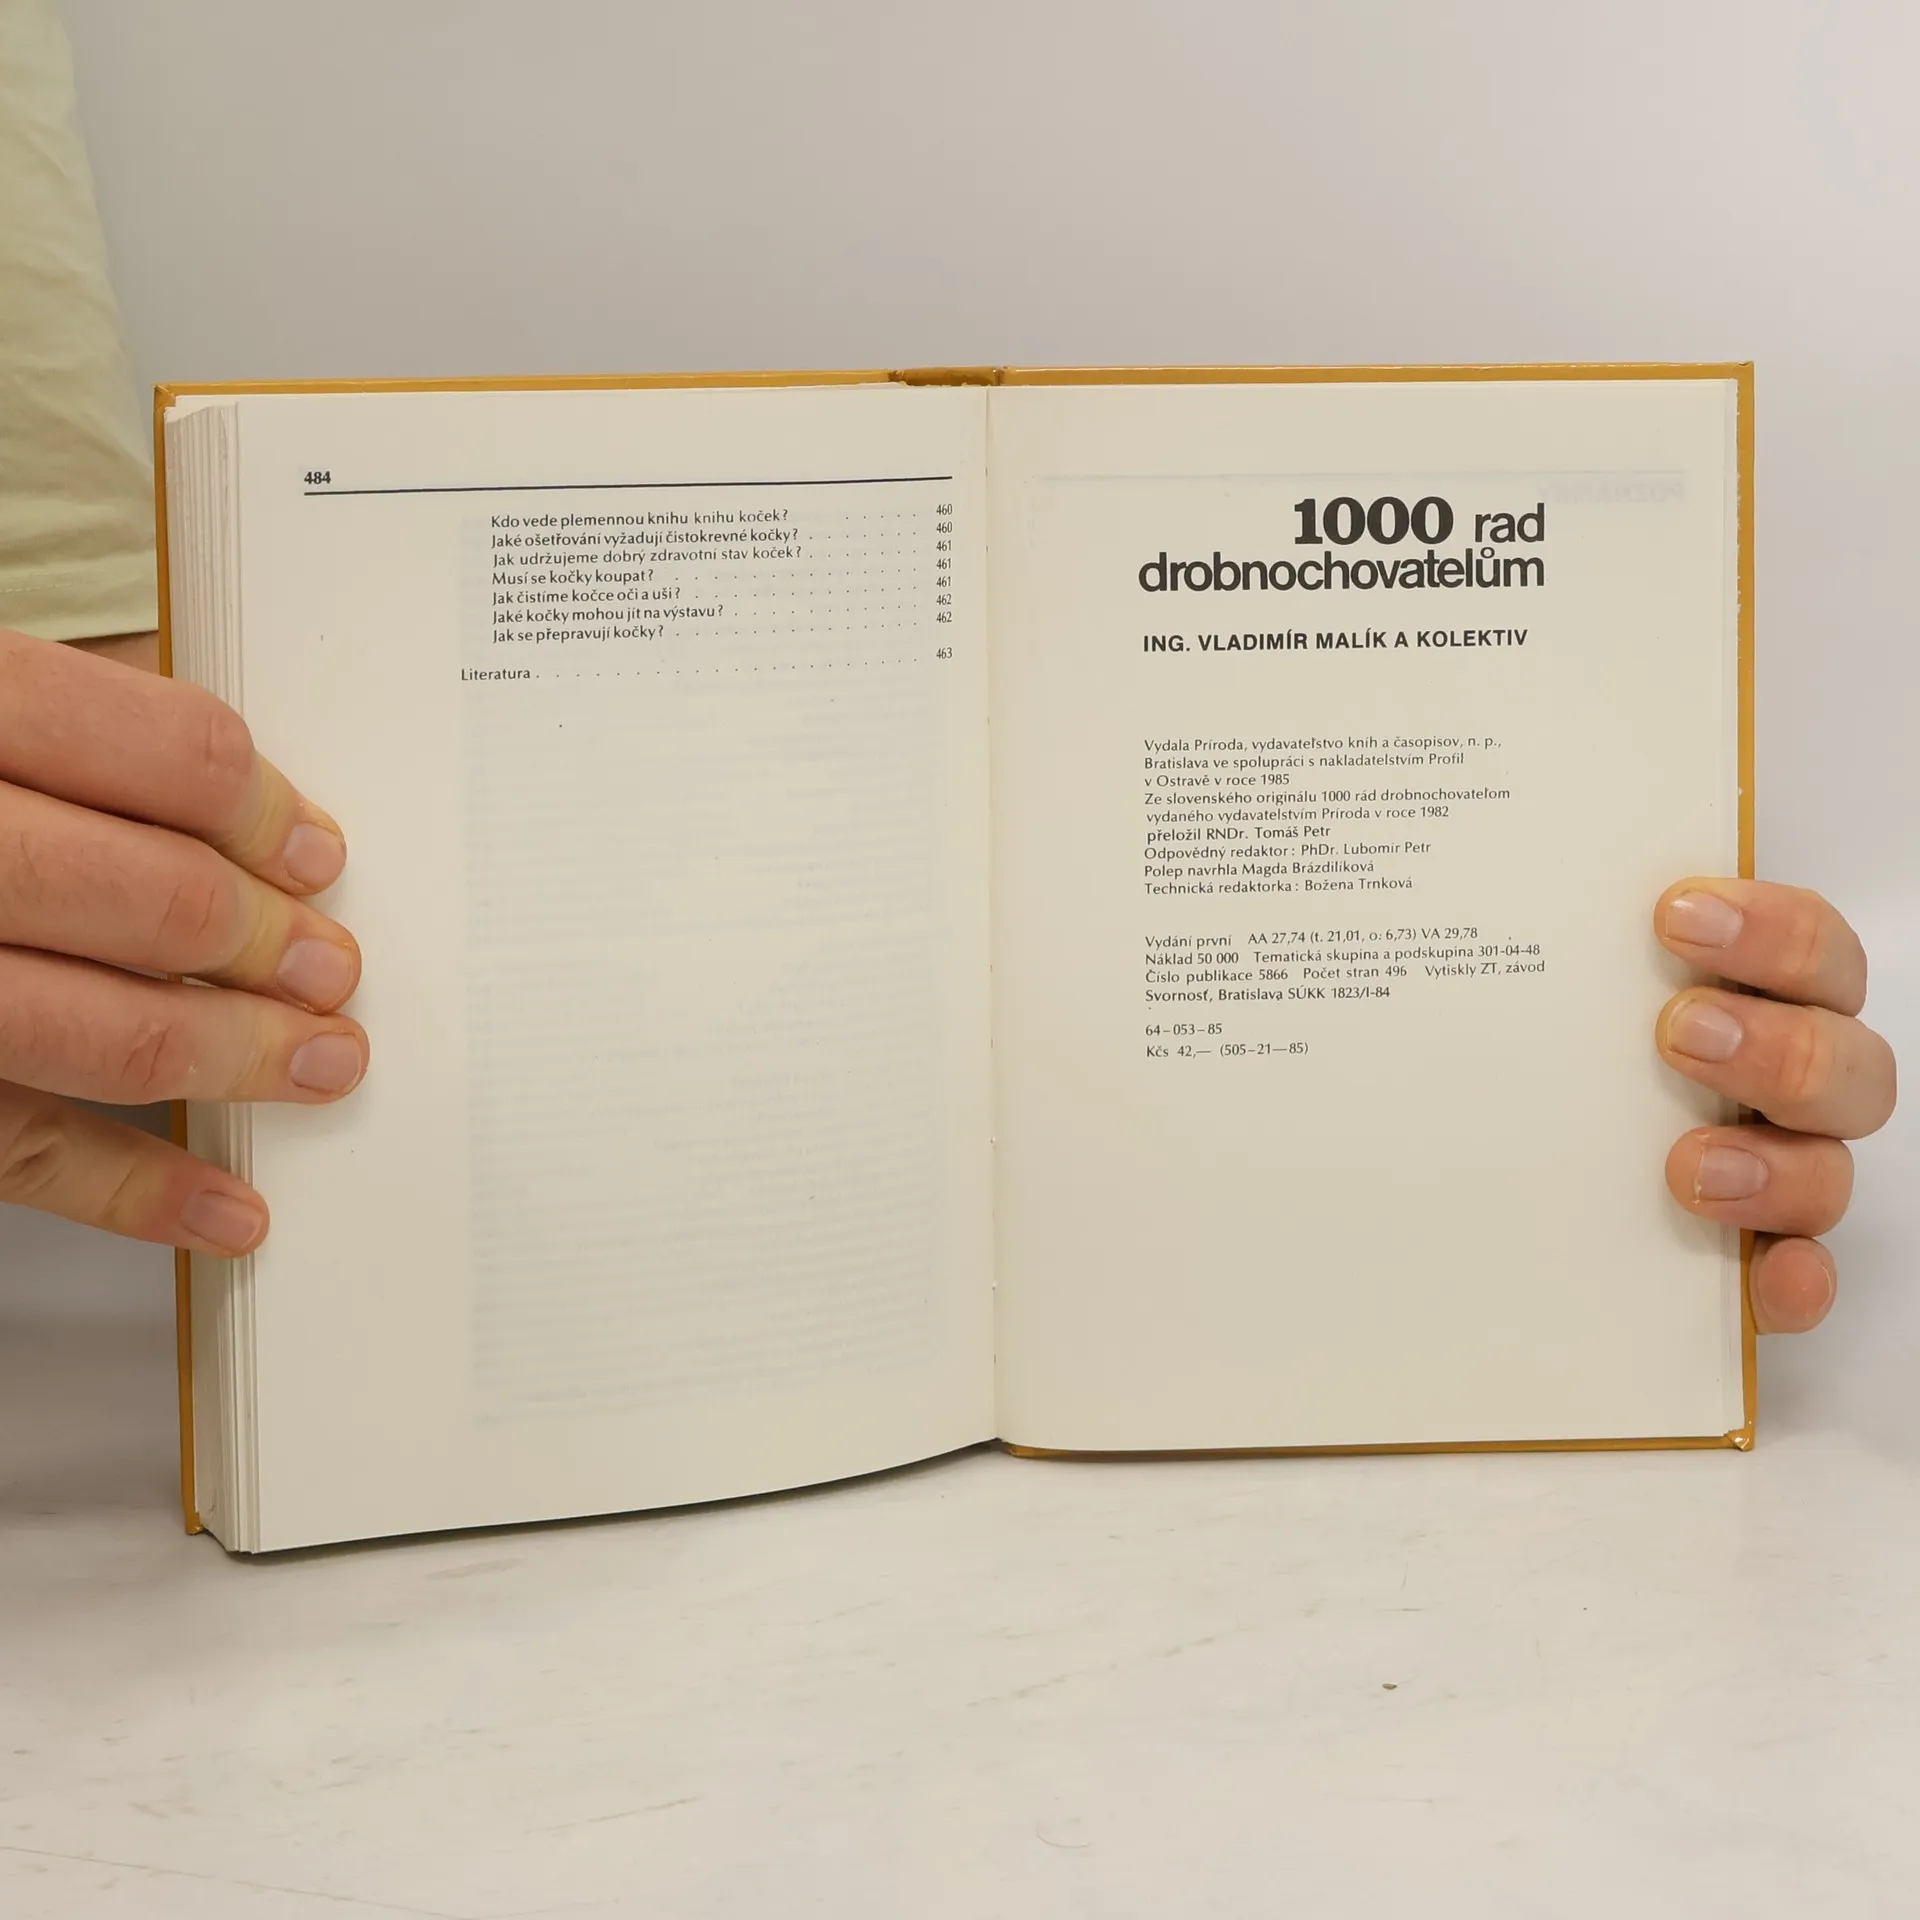 484
Kdo vede plemennou knihu knihu koček? . . . . . 460
Jaké ošetřování vyžadují čistokrevné kočky? . . . . . . . 460
Jak udržujeme dobrý zdravotní stav koček? . . . . . . . 461
Musí se kočky koupat? . . . . . . . . . . . . . 461
Jak čistíme kočce oči a uši? . . . . . . . . . . . . 461
Jaké kočky mohou jít na výstavu? . . . . . . . . . . 462
Jak se přepravují kočky? . . . . . . . . . . . . . 462
Literatura . . . . . . . . . . . . . . . . . . . . 463
1000 rad
drobnochovatelům
ING. VLADIMÍR MALÍK A KOLEKTIV
Vydala Príroda, vydavateľstvo kníh a časopisov, n. p.,
Bratislava ve spolupráci s nakladatelstvím Profil
v Ostravě v roce 1985
Ze slovenského originálu 1000 rád drobnochovateľom
vydaného vydavatelstvím Príroda v roce 1982
přeložil RNDr. Tomáš Petr
Odpovědný redaktor: PhDr. Lubomír Petr
Polep navrhla Magda Brázdilíková
Technická redaktorka: Božena Trnková
Vydání první AA 27,74 (t. 21,01, o: 6,73) VA 29,78
Náklad 50 000 Tematická skupina a podskupina 301-04-48
Číslo publikace 5866 Počet stran 496 Vytiskly ZT, závod
Svornosť, Bratislava SÚKK 1823/I-84
64–053–85
Kčs 42,— (505–21—85)